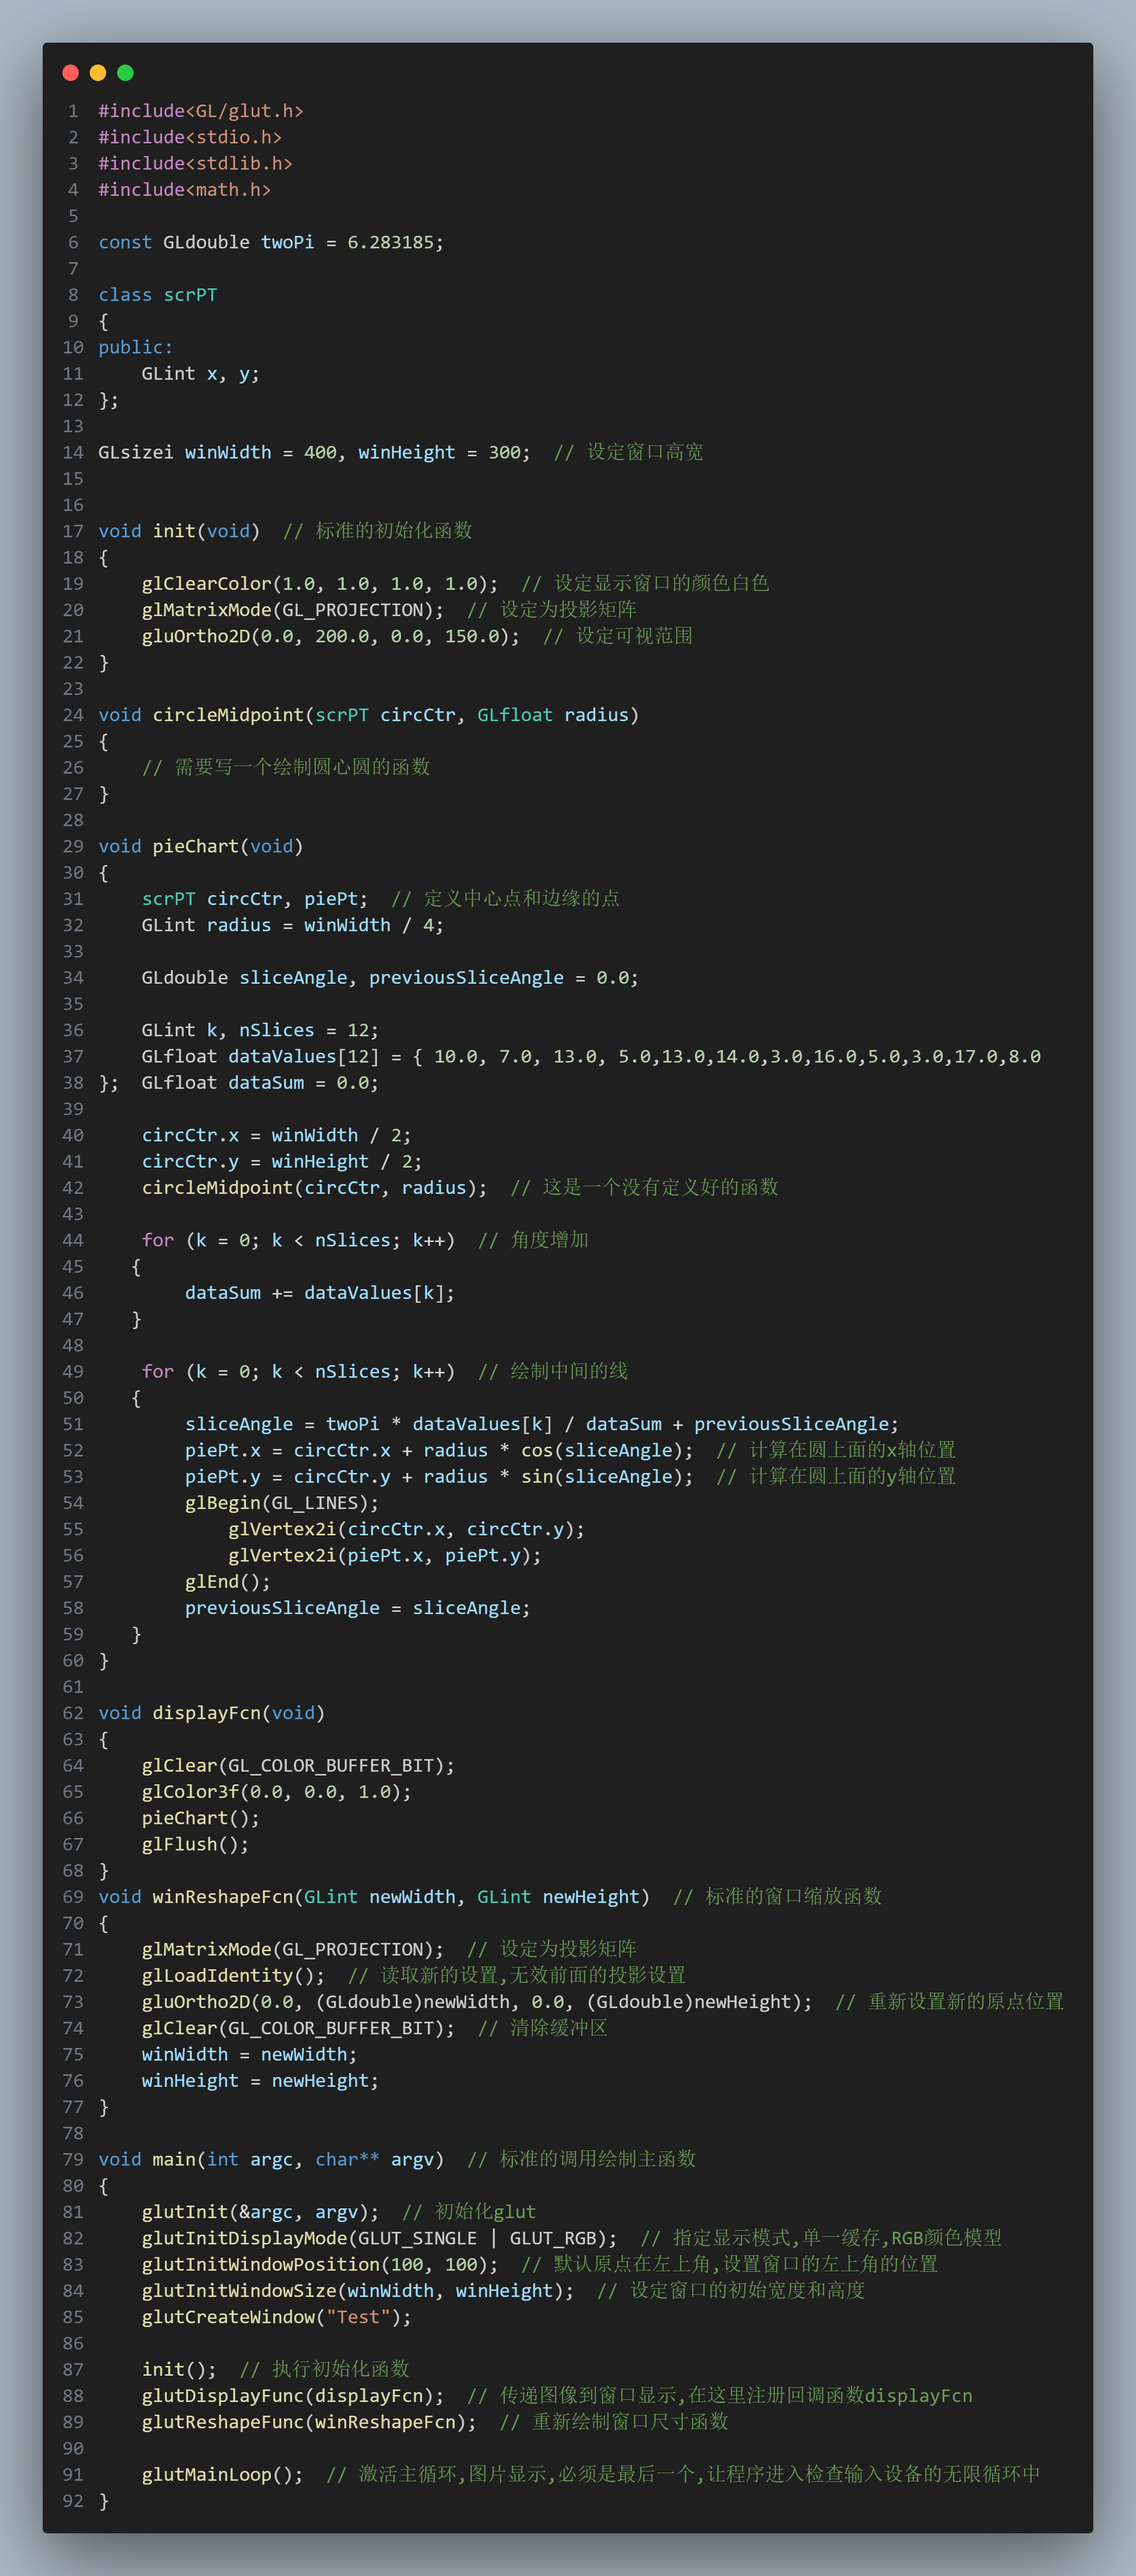 1 #include<GL/glut.h>
2 #include<stdio.h>
3 #include<stdlib.h>
4 #include<math.h>
5
6 const GLdouble twoPi = 6.283185;
7
8 class scrPT
9 {
10 public:
11     GLint x, y;
12 };
13
14 GLsizei winWidth = 400, winHeight = 300;  // 设定窗口高宽
15
16
17 void init(void)  // 标准的初始化函数
18 {
19     glClearColor(1.0, 1.0, 1.0, 1.0);  // 设定显示窗口的颜色白色
20     glMatrixMode(GL_PROJECTION);  // 设定为投影矩阵
21     gluOrtho2D(0.0, 200.0, 0.0, 150.0);  // 设定可视范围
22 }
23
24 void circleMidpoint(scrPT circCtr, GLfloat radius)
25 {
26     // 需要写一个绘制圆心圆的函数
27 }
28
29 void pieChart(void)
30 {
31     scrPT circCtr, piePt;  // 定义中心点和边缘的点
32     GLint radius = winWidth / 4;
33
34     GLdouble sliceAngle, previousSliceAngle = 0.0;
35
36     GLint k, nSlices = 12;
37     GLfloat dataValues[12] = { 10.0, 7.0, 13.0, 5.0,13.0,14.0,3.0,16.0,5.0,3.0,17.0,8.0
38 };  GLfloat dataSum = 0.0;
39
40     circCtr.x = winWidth / 2;
41     circCtr.y = winHeight / 2;
42     circleMidpoint(circCtr, radius);  // 这是一个没有定义好的函数
43
44     for (k = 0; k < nSlices; k++)  // 角度增加
45    {
46         dataSum += dataValues[k];
47    }
48
49     for (k = 0; k < nSlices; k++)  // 绘制中间的线
50    {
51         sliceAngle = twoPi * dataValues[k] / dataSum + previousSliceAngle;
52         piePt.x = circCtr.x + radius * cos(sliceAngle);  // 计算在圆上面的x轴位置
53         piePt.y = circCtr.y + radius * sin(sliceAngle);  // 计算在圆上面的y轴位置
54         glBegin(GL_LINES);
55             glVertex2i(circCtr.x, circCtr.y);
56             glVertex2i(piePt.x, piePt.y);
57         glEnd();
58         previousSliceAngle = sliceAngle;
59    }
60 }
61
62 void displayFcn(void)
63 {
64     glClear(GL_COLOR_BUFFER_BIT);
65     glColor3f(0.0, 0.0, 1.0);
66     pieChart();
67     glFlush();
68 }
69 void winReshapeFcn(GLint newWidth, GLint newHeight)  // 标准的窗口缩放函数
70 {
71     glMatrixMode(GL_PROJECTION);  // 设定为投影矩阵
72     glLoadIdentity();  // 读取新的设置,无效前面的投影设置
73     gluOrtho2D(0.0, (GLdouble)newWidth, 0.0, (GLdouble)newHeight);  // 重新设置新的原点位置
74     glClear(GL_COLOR_BUFFER_BIT);  // 清除缓冲区
75     winWidth = newWidth;
76     winHeight = newHeight;
77 }
78
79 void main(int argc, char** argv)  // 标准的调用绘制主函数
80 {
81     glutInit(&argc, argv);  // 初始化glut
82     glutInitDisplayMode(GLUT_SINGLE | GLUT_RGB);  // 指定显示模式,单一缓存,RGB颜色模型
83     glutInitWindowPosition(100, 100);  // 默认原点在左上角,设置窗口的左上角的位置
84     glutInitWindowSize(winWidth, winHeight);  // 设定窗口的初始宽度和高度
85     glutCreateWindow("Test");
86
87     init();  // 执行初始化函数
88     glutDisplayFunc(displayFcn);  // 传递图像到窗口显示,在这里注册回调函数displayFcn
89     glutReshapeFunc(winReshapeFcn);  // 重新绘制窗口尺寸函数
90
91     glutMainLoop();  // 激活主循环,图片显示,必须是最后一个,让程序进入检查输入设备的无限循环中
92 }